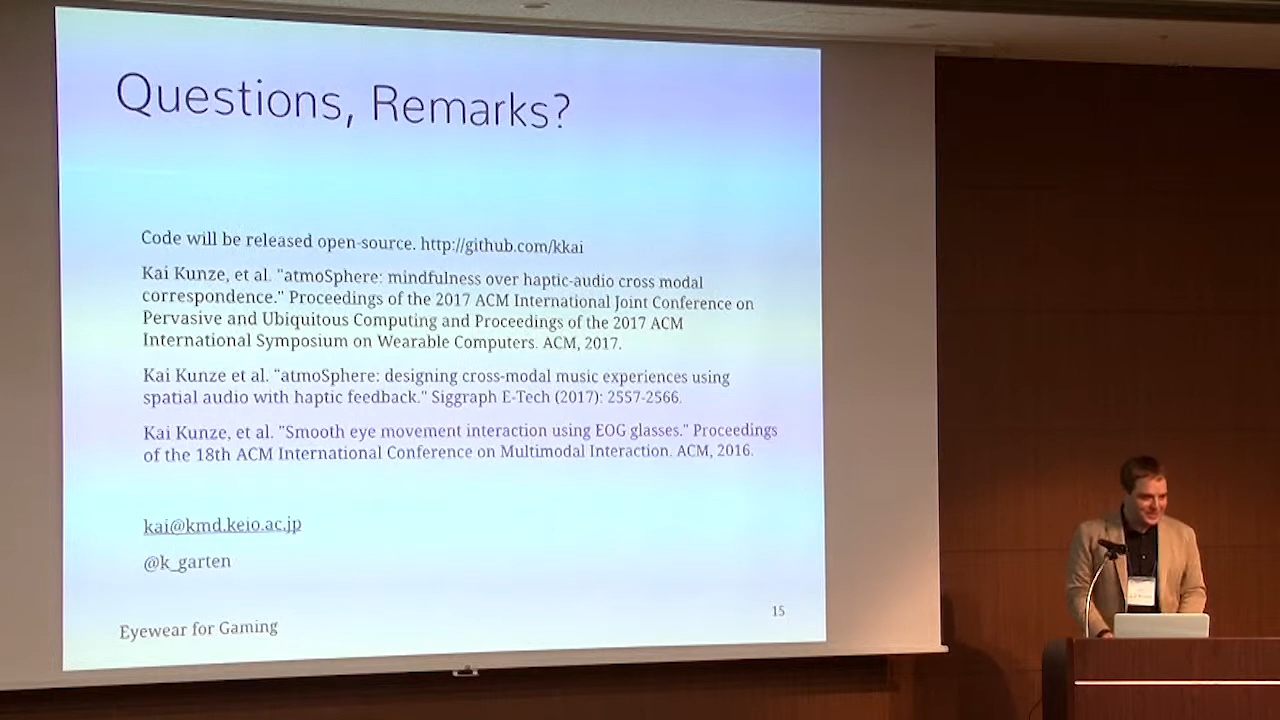 Questions, Remarks?
Code will be released open-source. http://github.com/kkai
Kai Kunze, et al. "atmoSphere: mindfulness over haptic-audio cross modal
correspondence." Proceedings of the 2017 ACM International Joint Conference on
Pervasive and Ubiquitous Computing and Proceedings of the 2017 ACM
International Symposium on Wearable Computers. ACM, 2017.
Kai Kunze et al. "atmoSphere: designing cross-modal music experiences using
spatial audio with haptic feedback." Siggraph E-Tech (2017): 2557-2566.
Kai Kunze, et al. "Smooth eye movement interaction using EOG glasses." Proceedings
of the 18th ACM International Conference on Multimodal Interaction. ACM, 2016.
kai@kmd.keio.ac.jp
@k_garten
15
Eyewear for Gaming